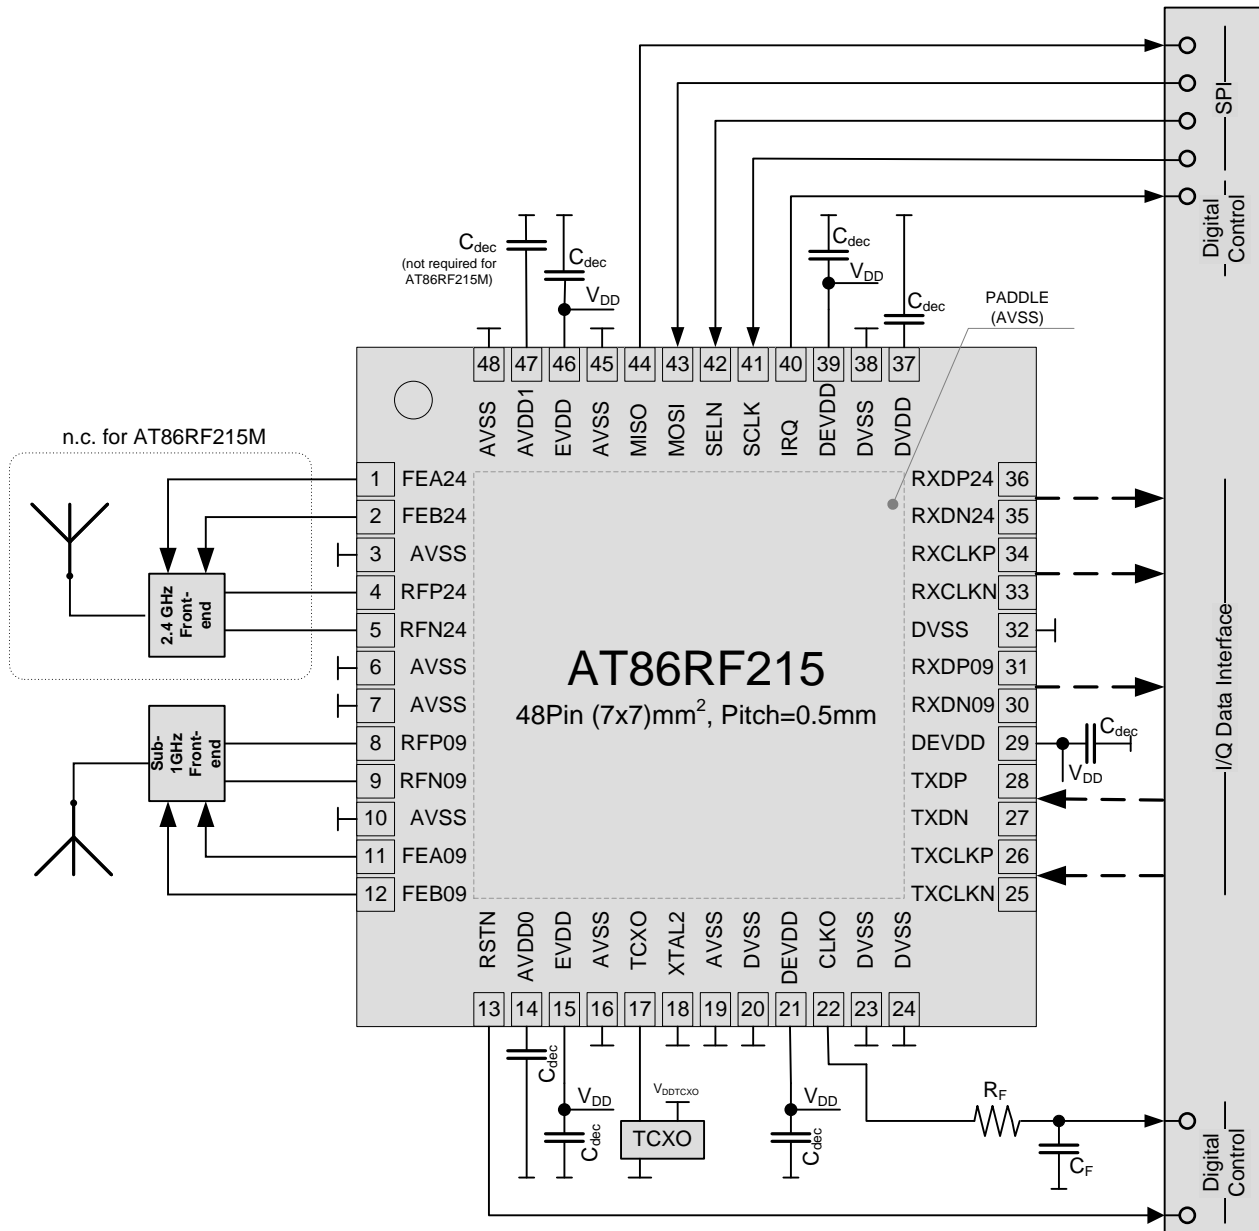 SPI
Digital
Control
C_dec
(not required for
AT86RF215M)
C_dec
V_DD
C_dec
V_DD
C_dec
PADDLE
(AVSS)
48 47 46 45 44 43 42 41 40 39 38 37
AVSS AVDD1 EVDD AVSS MISO MOSI SELN SCLK IRQ DEVDD DVSS DVDD
n.c. for AT86RF215M
1 FEA24
2 FEB24
3 AVSS
4 RFP24
5 RFN24
6 AVSS
7 AVSS
8 RFP09
9 RFN09
10 AVSS
11 FEA09
12 FEB09
2.4 GHz
Front-
end
Sub-
1GHz
Front-
end
AT86RF215
48Pin (7x7)mm², Pitch=0.5mm
RXDP24 36
RXDN24 35
RXCLKP 34
RXCLKN 33
DVSS 32
RXDP09 31
RXDN09 30
DEVDD 29
TXDP 28
TXDN 27
TXCLKP 26
TXCLKN 25
C_dec
V_DD
I/Q Data Interface
RSTN AVDD0 EVDD AVSS TCXO XTAL2 AVSS DVSS DEVDD CLKO DVSS DVSS
13 14 15 16 17 18 19 20 21 22 23 24
C_dec
V_DD
C_dec
V_DDTCXO
TCXO
V_DD
C_dec
R_F
C_F
Digital
Control